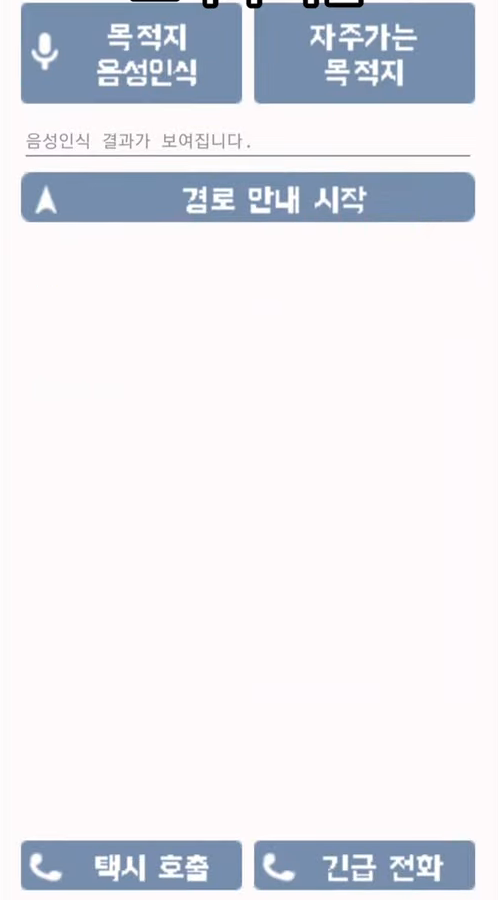 목적지
음성인식
자주가는
목적지
음성인식 결과가 보여집니다.
경로 안내 시작
택시 호출
긴급 전화